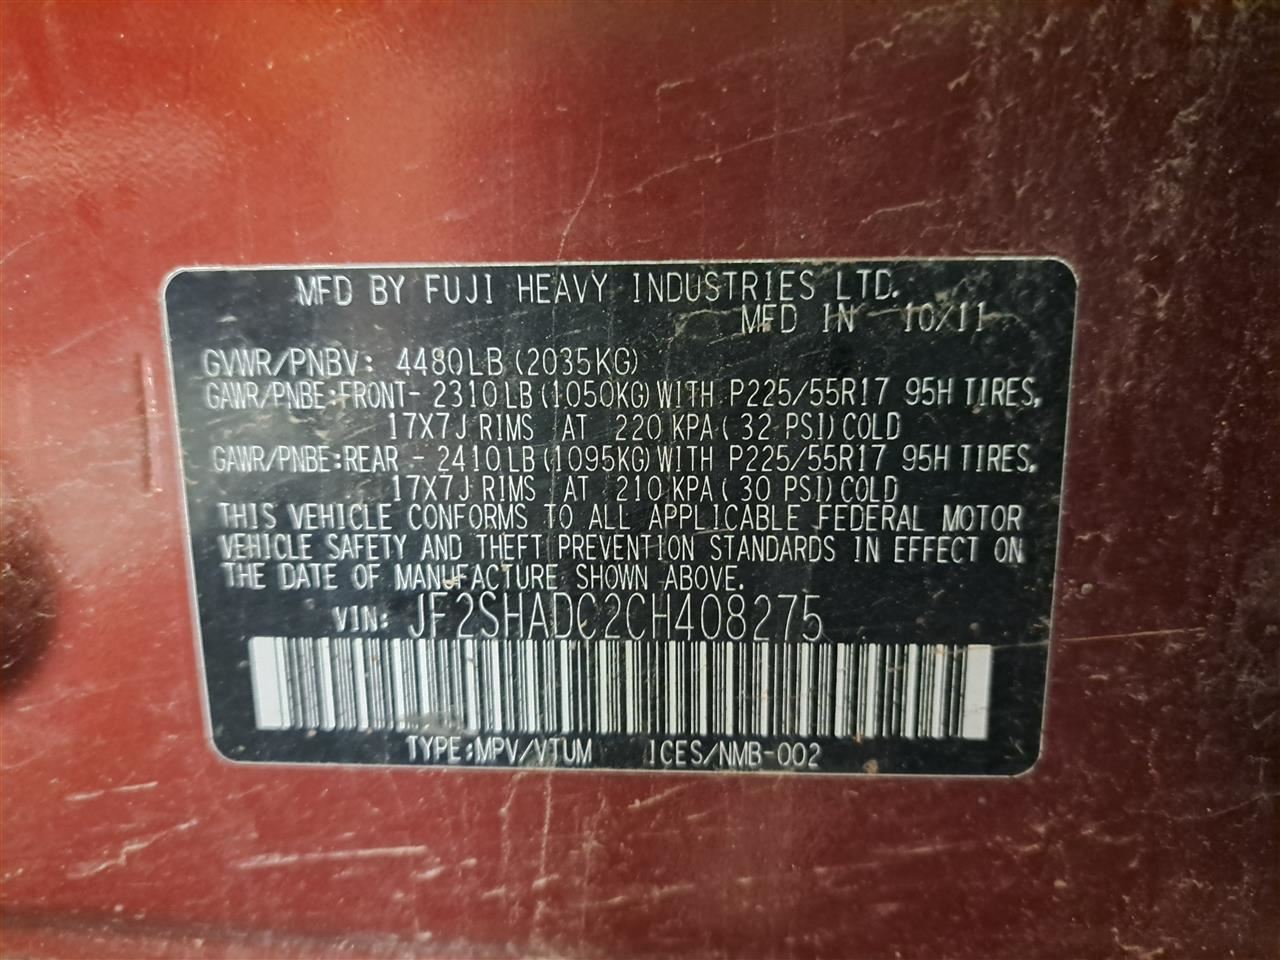 MFD BY FUJI HEAVY INDUSTRIES LTD.
MFD IN 10/11
GVWR/PNBV: 4480LB(2035KG)
GAWR/PNBE:FRONT- 2310LB(1050KG)WITH P225/55R17 95H TIRES,
17X7J RIMS AT 220 KPA( 32 PSI)COLD
GAWR/PNBE:REAR - 2410LB(1095KG)WITH P225/55R17 95H TIRES,
17X7J RIMS AT 210 KPA( 30 PSI)COLD
THIS VEHICLE CONFORMS TO ALL APPLICABLE FEDERAL MOTOR
VEHICLE SAFETY AND THEFT PREVENTION STANDARDS IN EFFECT ON
THE DATE OF MANUFACTURE SHOWN ABOVE.
VIN: JF2SHADC2CH408275
TYPE:MPV/VTUM ICES/NMB-002